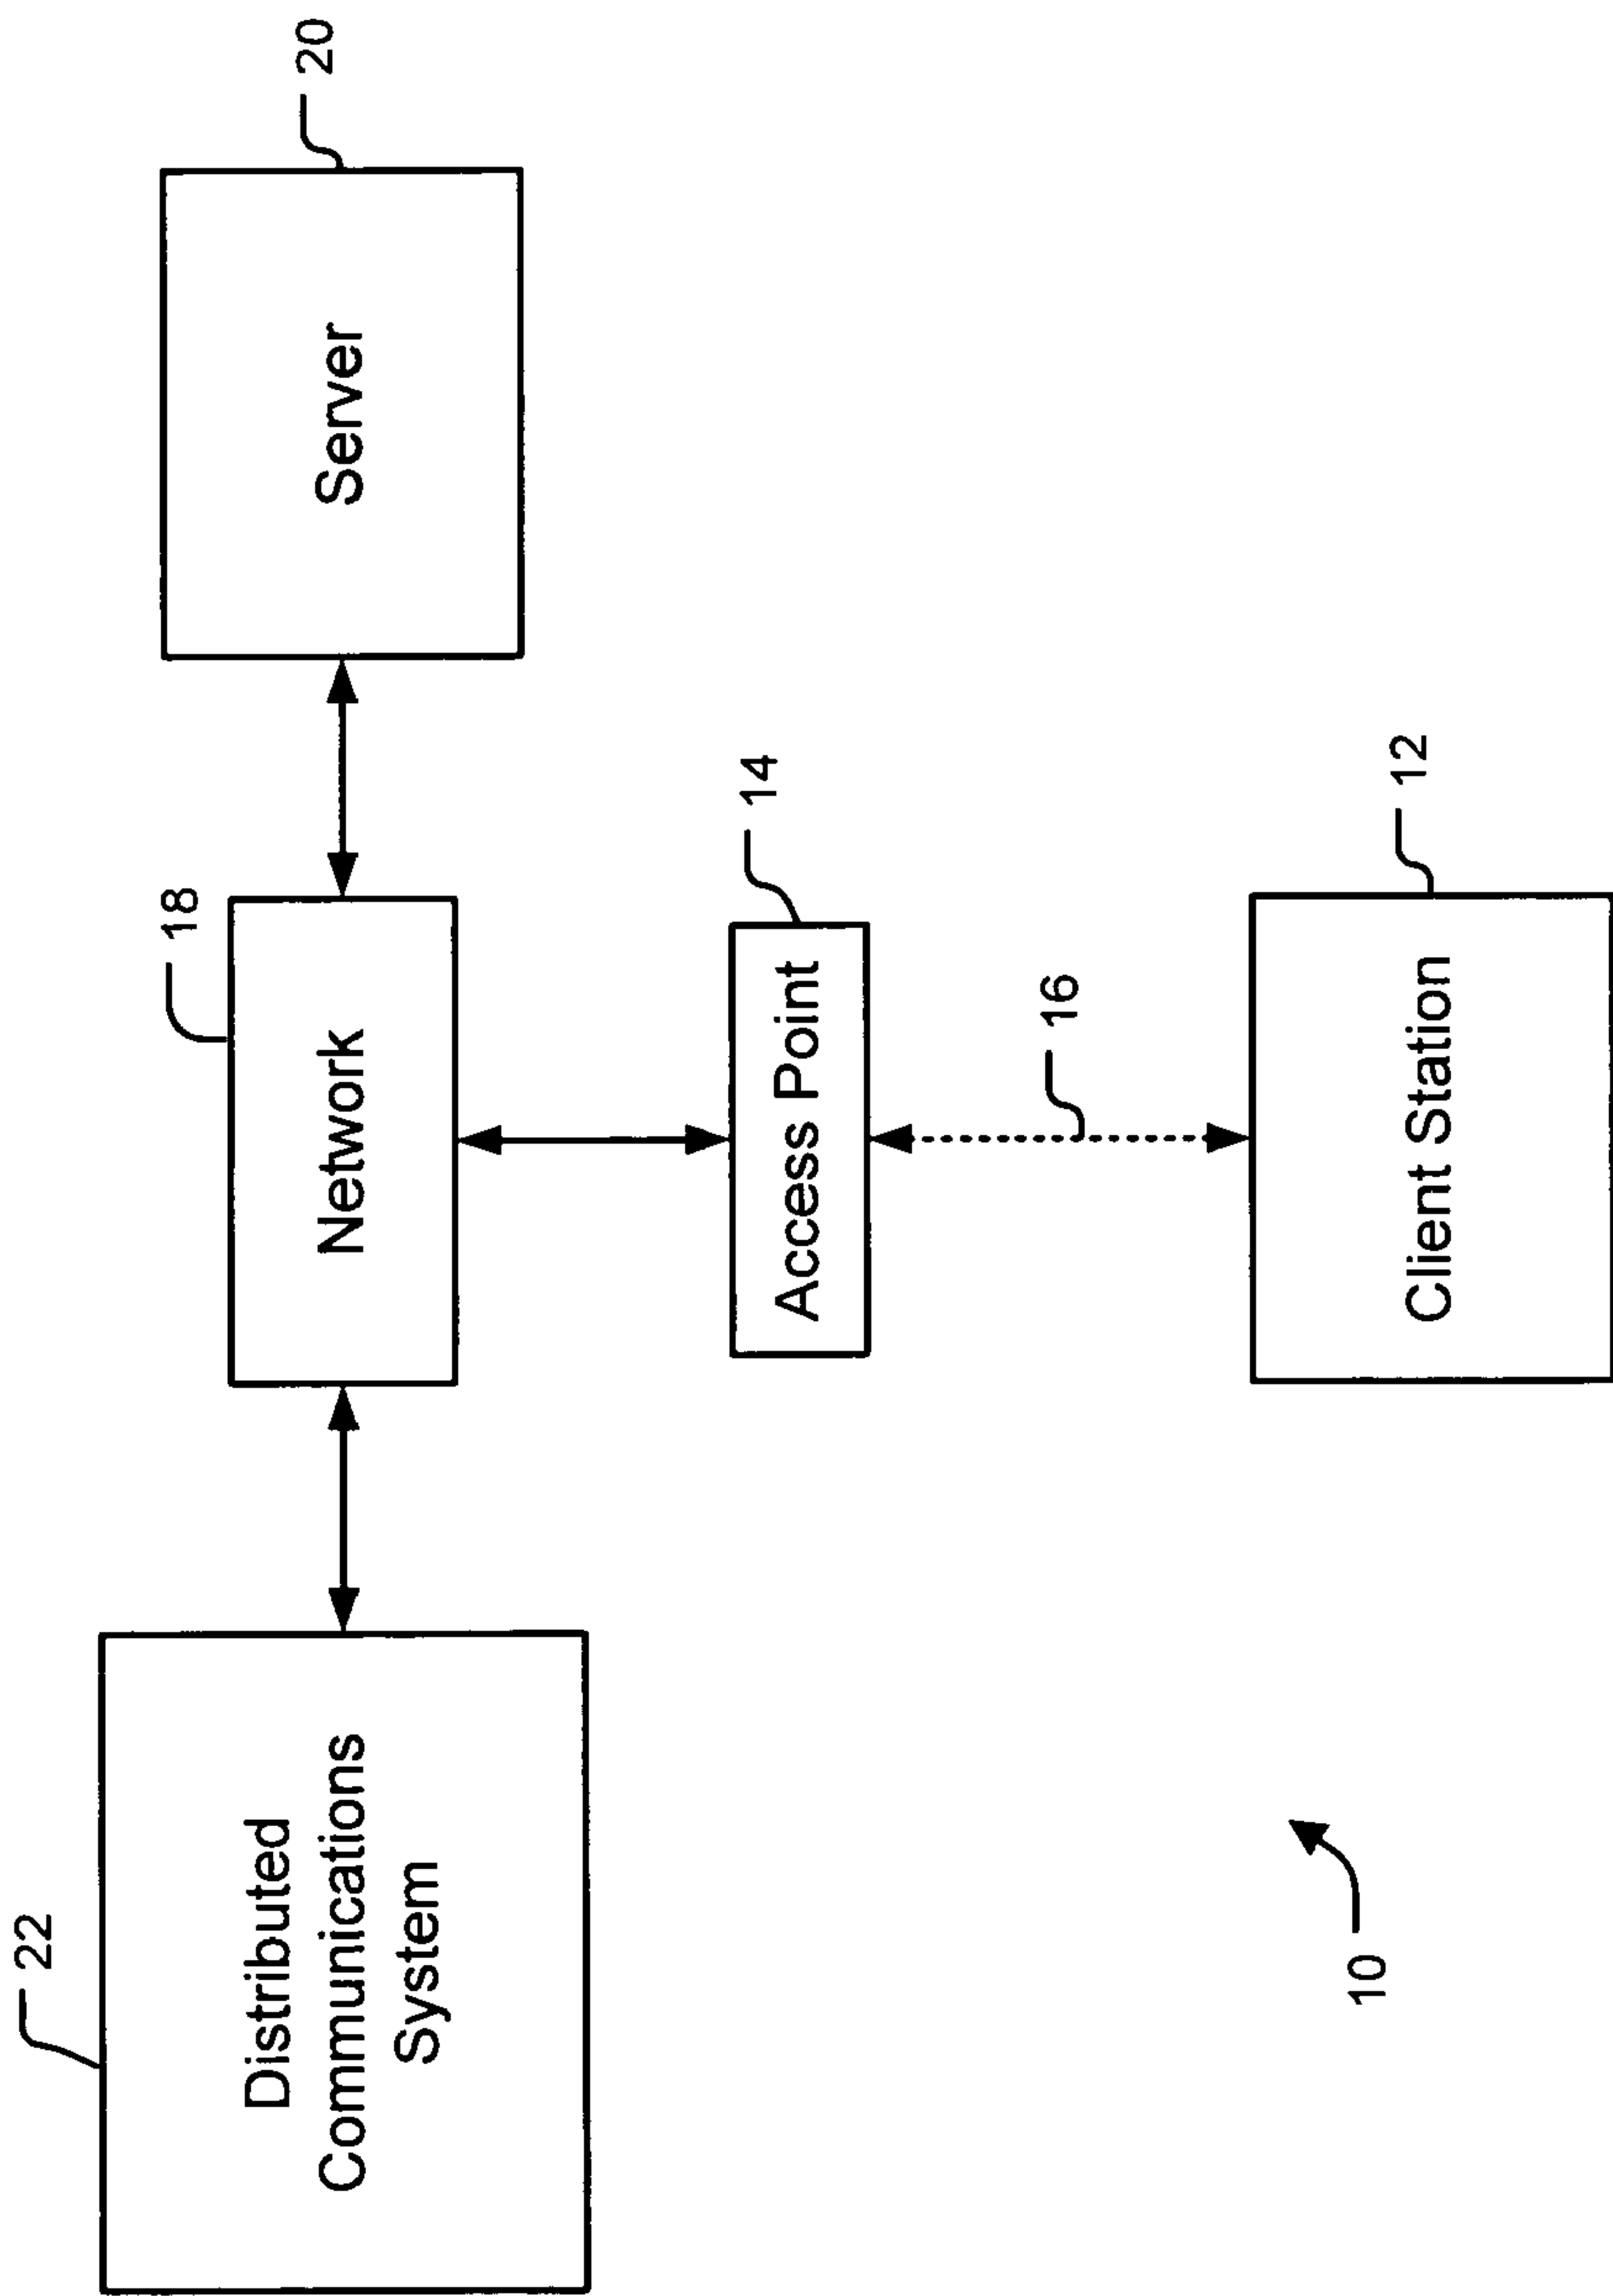 22
Distributed
Communications
System
18
Network
20
Server
14
Access Point
16
12
Client Station
10